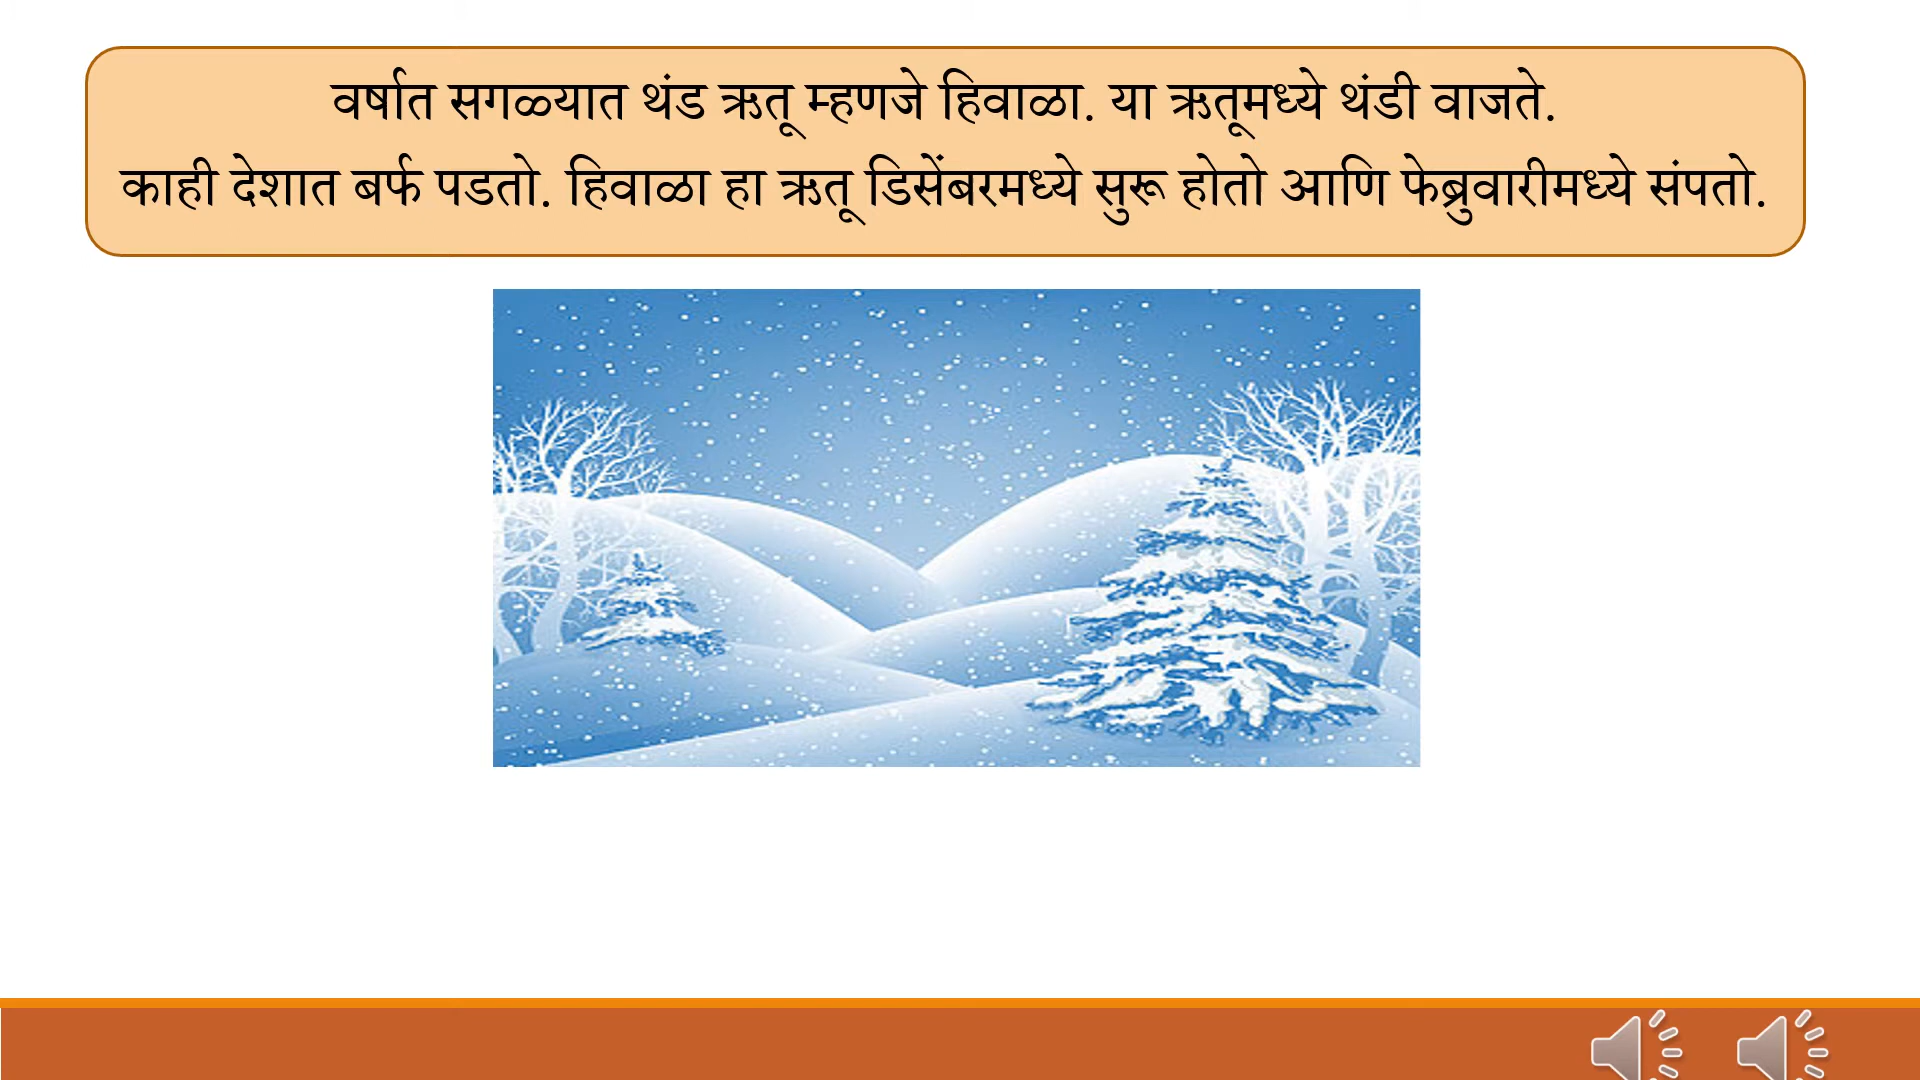 वर्षात सगळ्यात थंड ऋतू म्हणजे हिवाळा. या ऋतूमध्ये थंडी वाजते.
काही देशात बर्फ पडतो. हिवाळा हा ऋतू डिसेंबरमध्ये सुरू होतो आणि फेब्रुवारीमध्ये संपतो.